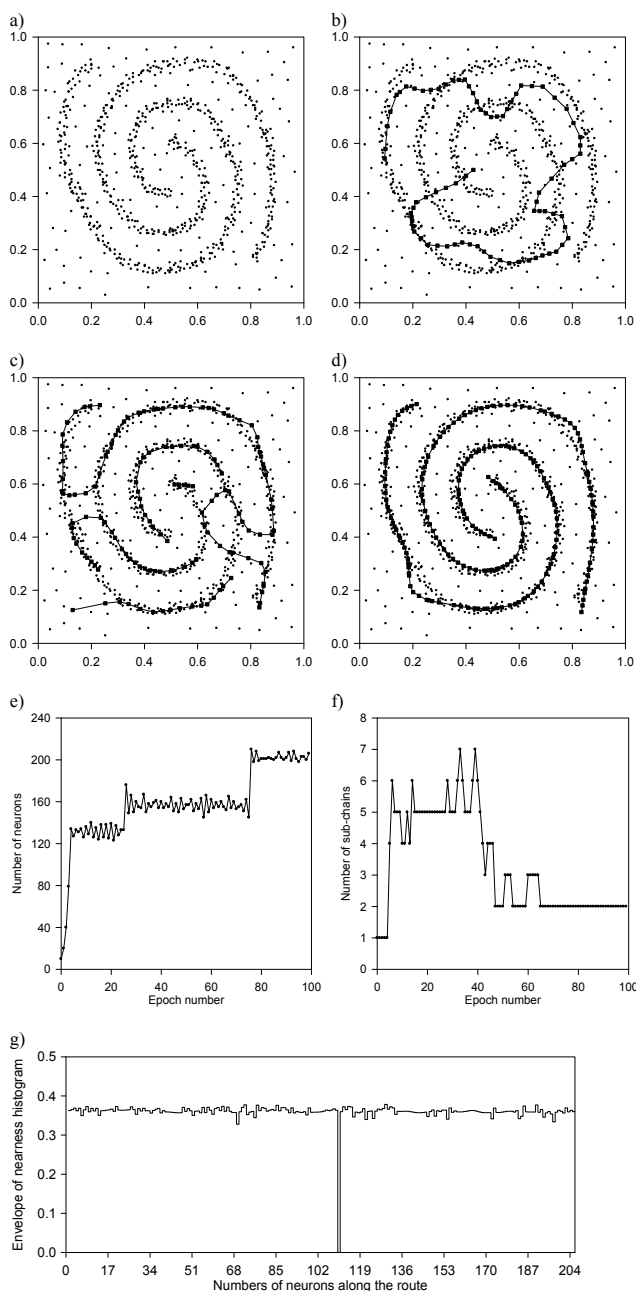 a) b)
1.0 1.0
0.8 0.8
0.6 0.6
0.4 0.4
0.2 0.2
0.0 0.0
0.0 0.2 0.4 0.6 0.8 1.0 0.0 0.2 0.4 0.6 0.8 1.0
c) d)
1.0 1.0
0.8 0.8
0.6 0.6
0.4 0.4
0.2 0.2
0.0 0.0
0.0 0.2 0.4 0.6 0.8 1.0 0.0 0.2 0.4 0.6 0.8 1.0
e) f)
240 8
200 7
160 6
120 5
80 4
40 3
0 2
1
0
Number of neurons
Number of sub-chains
0 20 40 60 80 100 0 20 40 60 80 100
Epoch number Epoch number
g)
0.5
0.4
0.3
0.2
0.1
0.0
Envelope of nearness histogram
0 17 34 51 68 85 102 119 136 153 170 187 204
Numbers of neurons along the route